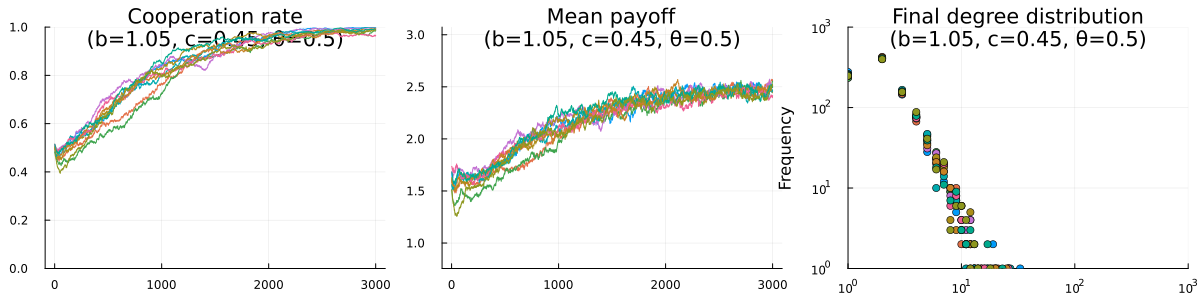 Cooperation rate
(b=1.05, c=0.45, θ=0.5)
1.0
0.8
0.6
0.4
0.2
0.0
0 1000 2000 3000
Mean payoff
(b=1.05, c=0.45, θ=0.5)
3.0
2.5
2.0
1.5
1.0
0 1000 2000 3000
Final degree distribution
(b=1.05, c=0.45, θ=0.5)
Frequency
10³
10²
10¹
10⁰
10⁰ 10¹ 10² 10³